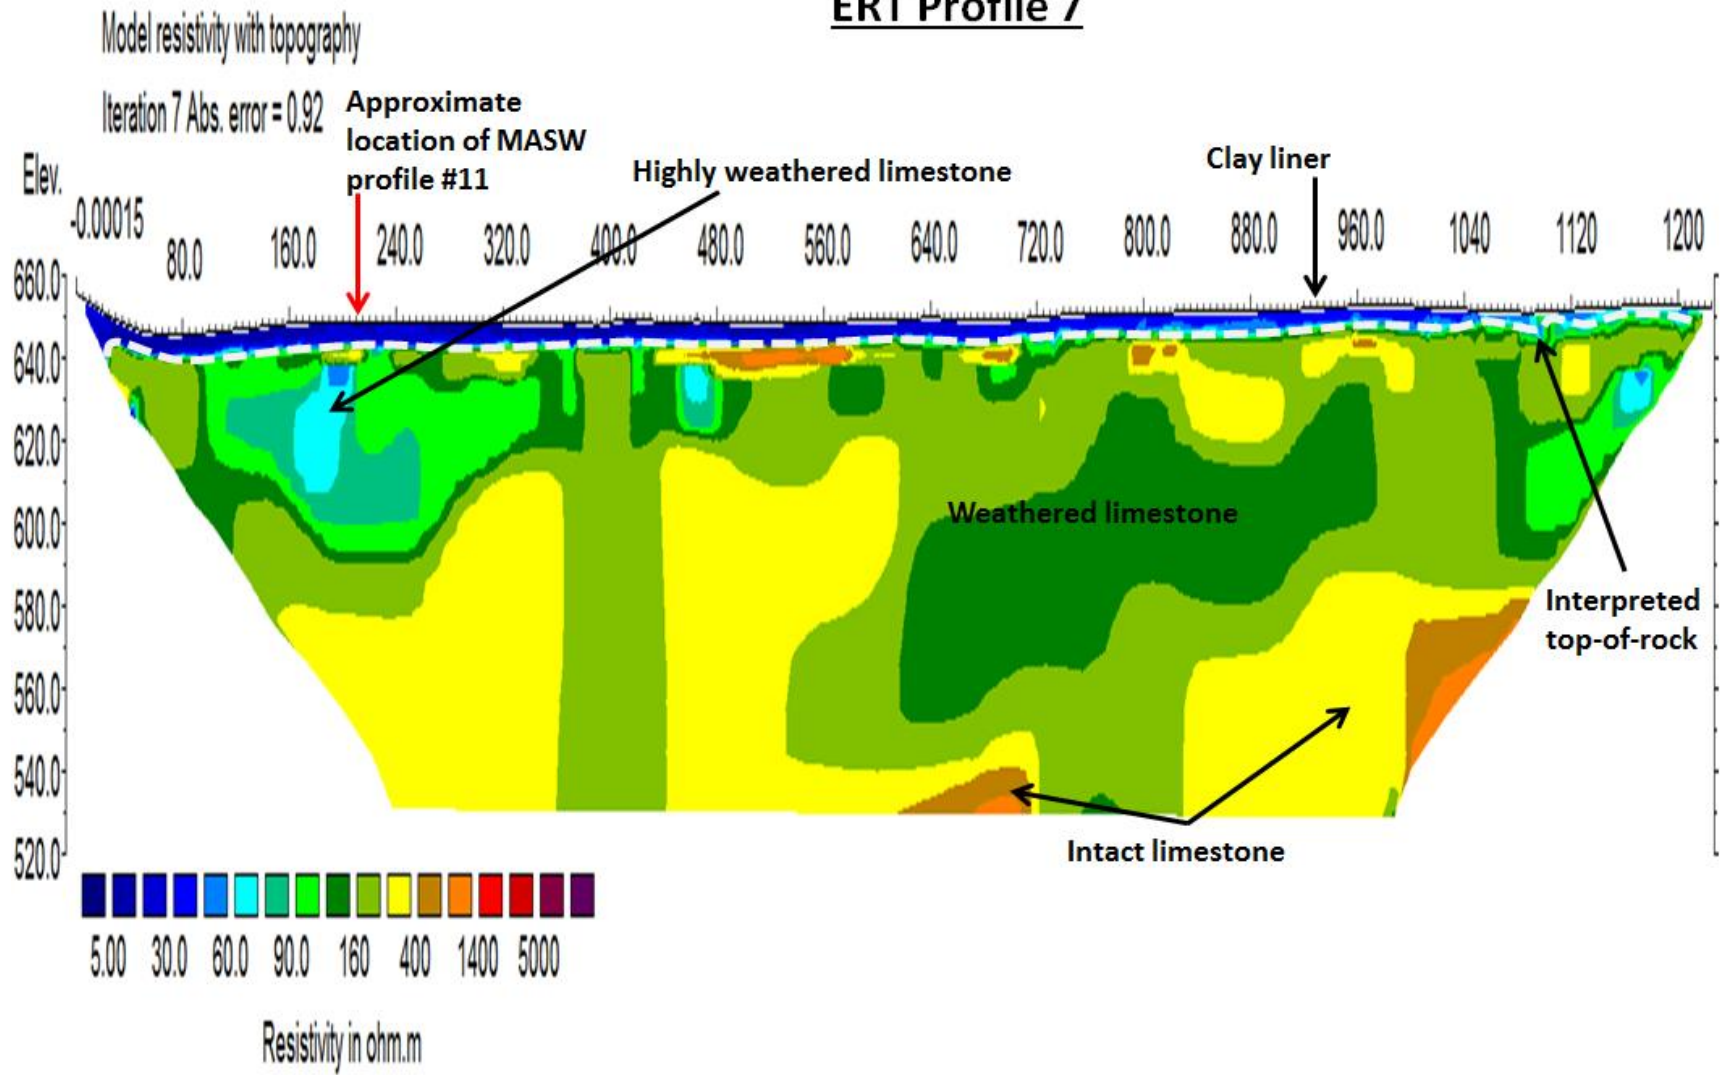 ERT Profile 7
Model resistivity with topography
Iteration 7 Abs. error = 0.92
Approximate
location of MASW
profile #11
Highly weathered limestone
Clay liner
Elev.
-0.00015 80.0 160.0 240.0 320.0 400.0 480.0 560.0 640.0 720.0 800.0 880.0 960.0 1040 1120 1200
660.0
640.0
620.0
600.0
580.0
560.0
540.0
520.0
Weathered limestone
Interpreted
top-of-rock
Intact limestone
5.00 30.0 60.0 90.0 160 400 1400 5000
Resistivity in ohm.m